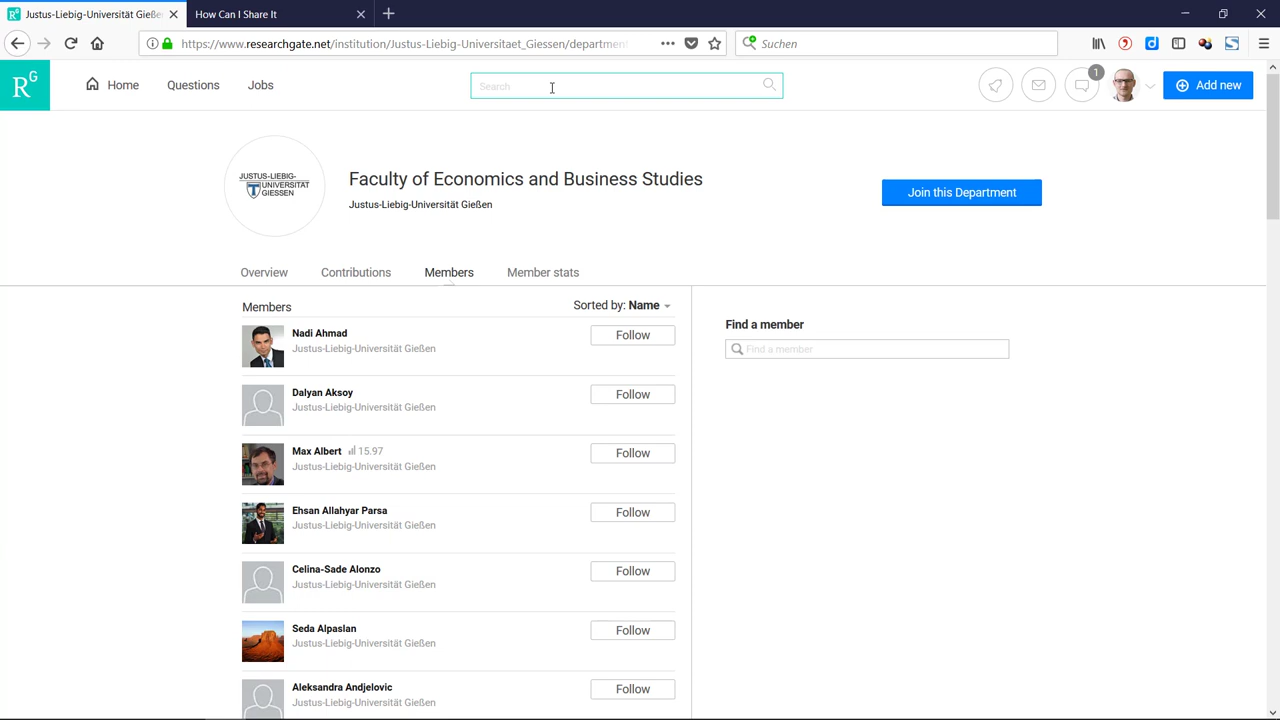 Justus-Liebig-Universität Gieße
How Can I Share It
https://www.researchgate.net/institution/Justus-Liebig-Universitaet_Giessen/department
Suchen
RG
Home
Questions
Jobs
Search
1
Add new
JUSTUS-LIEBIG-
UNIVERSITÄT
GIESSEN
Faculty of Economics and Business Studies
Justus-Liebig-Universität Gießen
Join this Department
Overview
Contributions
Members
Member stats
Members
Sorted by: Name
Find a member
Find a member
Nadi Ahmad
Justus-Liebig-Universität Gießen
Follow
Dalyan Aksoy
Justus-Liebig-Universität Gießen
Follow
Max Albert 15.97
Justus-Liebig-Universität Gießen
Follow
Ehsan Allahyar Parsa
Justus-Liebig-Universität Gießen
Follow
Celina-Sade Alonzo
Justus-Liebig-Universität Gießen
Follow
Seda Alpaslan
Justus-Liebig-Universität Gießen
Follow
Aleksandra Andjelovic
Justus-Liebig-Universität Gießen
Follow